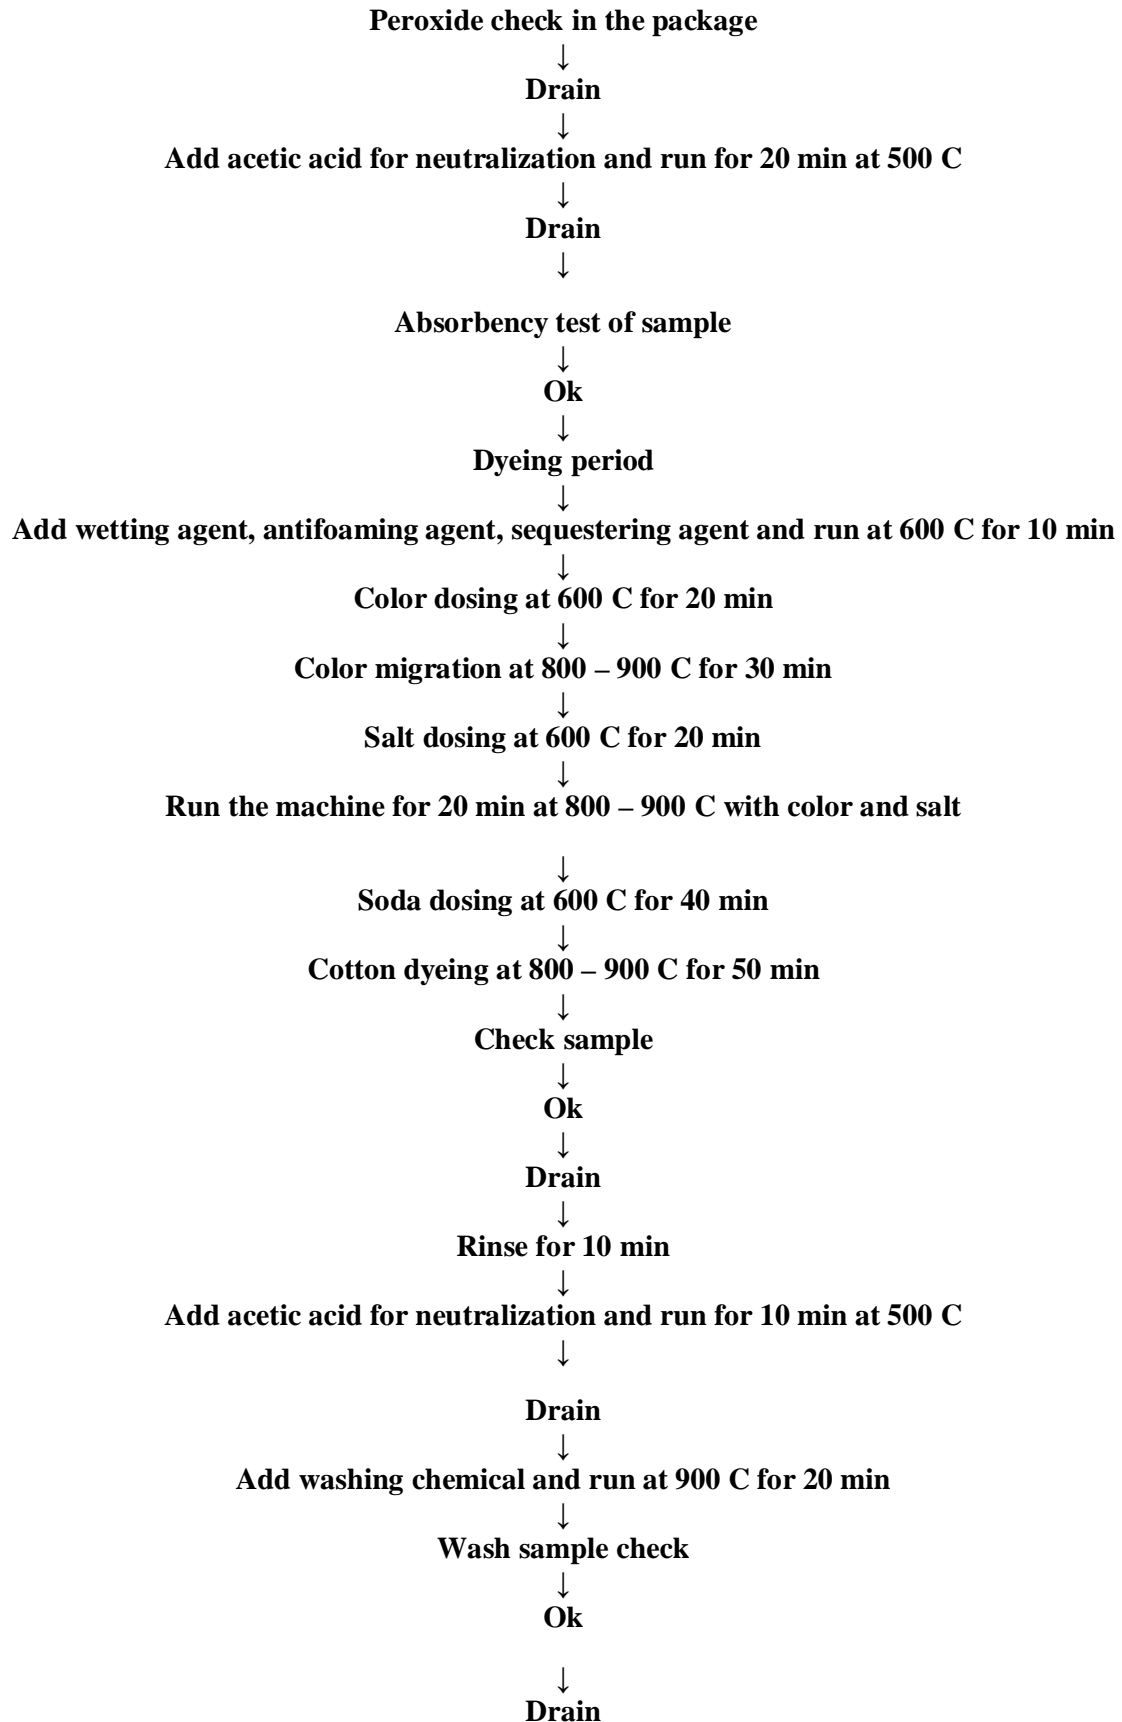 Peroxide check in the package
↓
Drain
↓
Add acetic acid for neutralization and run for 20 min at 500 C
↓
Drain
↓
Absorbency test of sample
↓
Ok
↓
Dyeing period
↓
Add wetting agent, antifoaming agent, sequestering agent and run at 600 C for 10 min
↓
Color dosing at 600 C for 20 min
↓
Color migration at 800 – 900 C for 30 min
↓
Salt dosing at 600 C for 20 min
↓
Run the machine for 20 min at 800 – 900 C with color and salt
↓
Soda dosing at 600 C for 40 min
↓
Cotton dyeing at 800 – 900 C for 50 min
↓
Check sample
↓
Ok
↓
Drain
↓
Rinse for 10 min
↓
Add acetic acid for neutralization and run for 10 min at 500 C
↓
Drain
↓
Add washing chemical and run at 900 C for 20 min
↓
Wash sample check
↓
Ok
↓
Drain